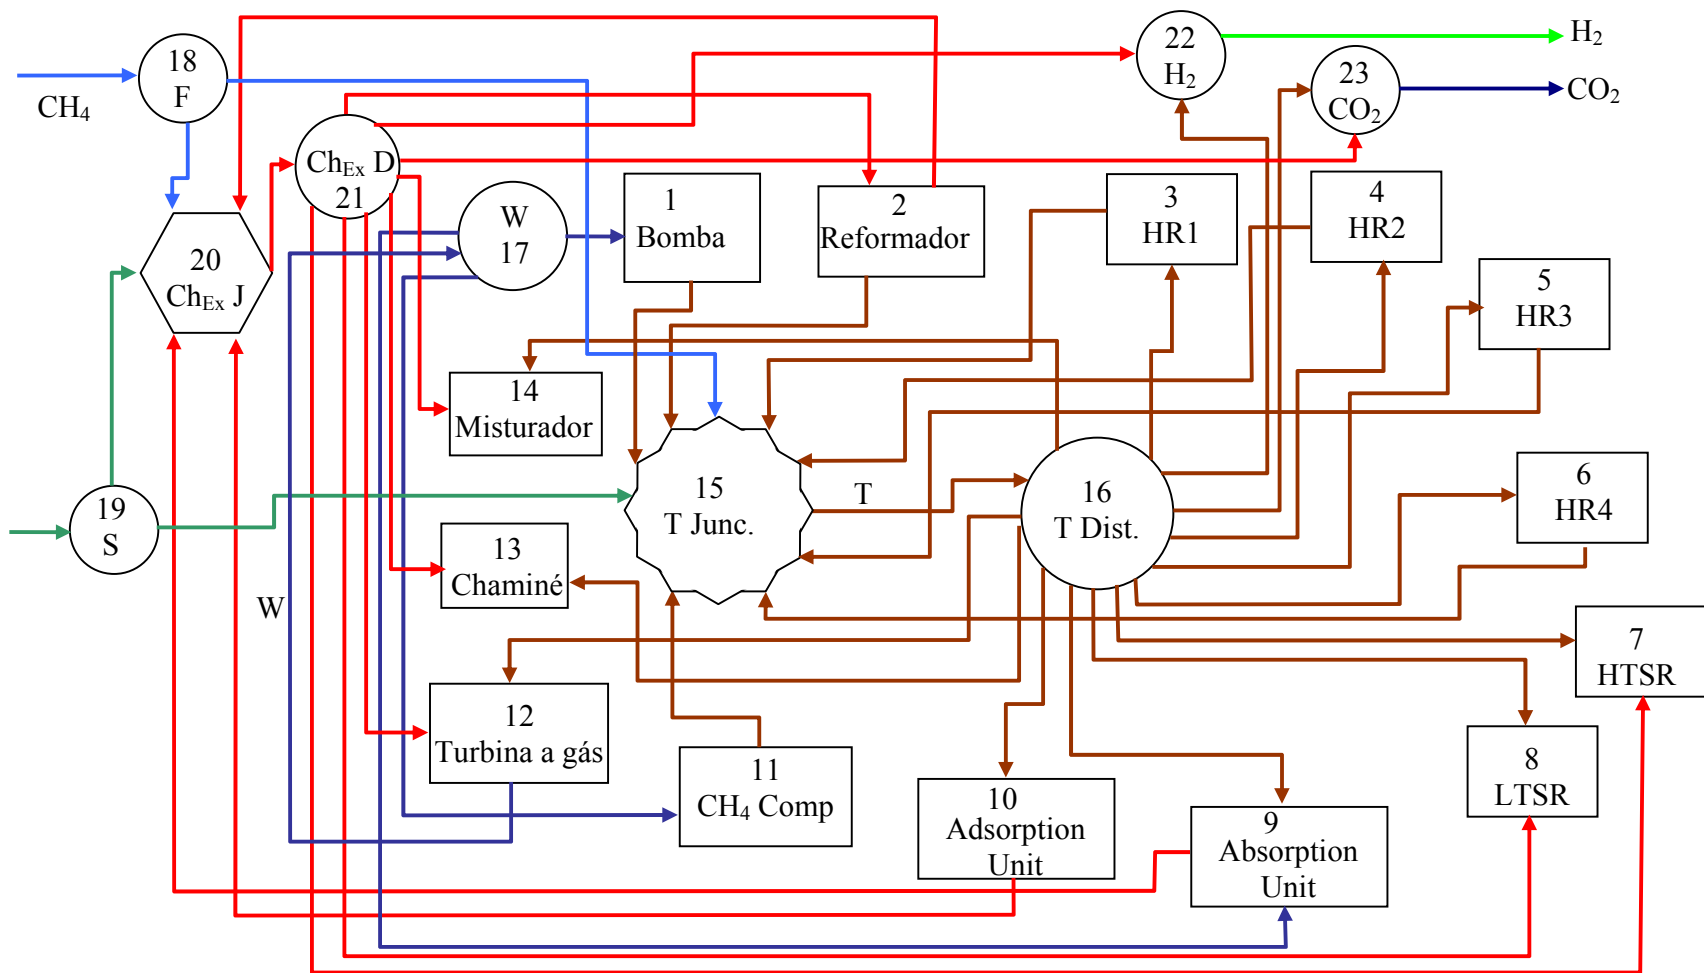 18
F
CH₄
22
H₂
H₂
23
CO₂
CO₂
Ch_Ex D
21
W
17
1
Bomba
2
Reformador
3
HR1
4
HR2
20
Ch_Ex J
5
HR3
14
Misturador
6
HR4
15
T Junc.
T
16
T Dist.
19
S
13
Chaminé
W
7
HTSR
12
Turbina a gás
11
CH₄ Comp
10
Adsorption
Unit
9
Absorption
Unit
8
LTSR